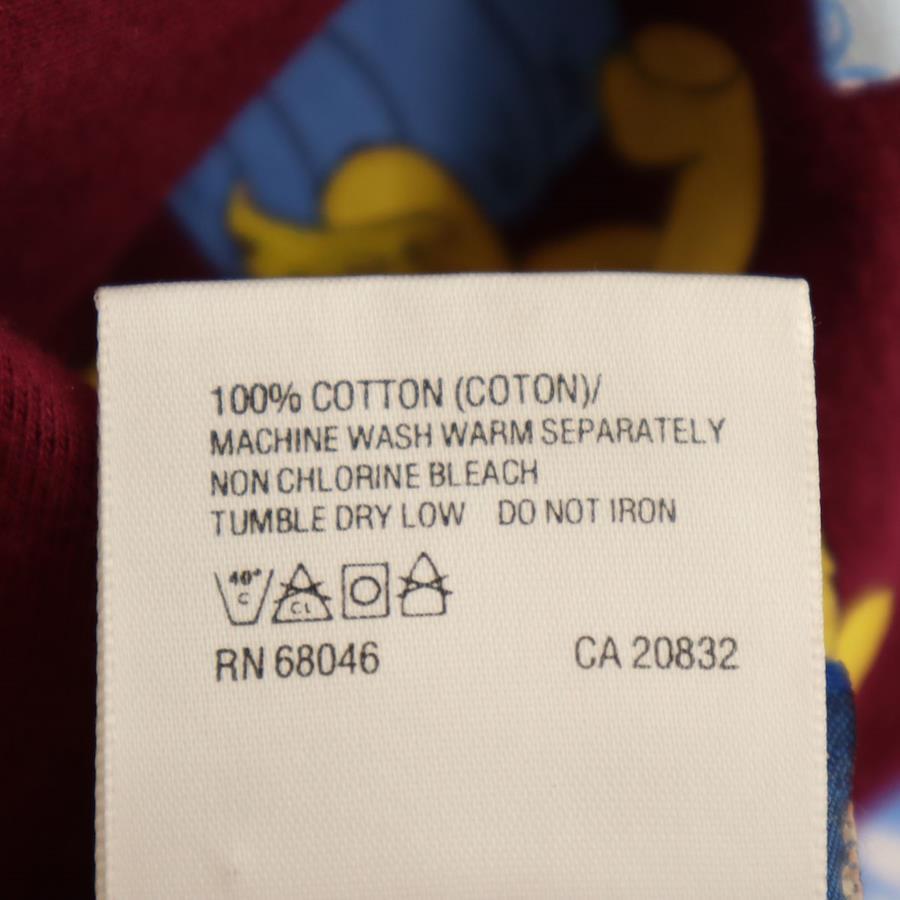 100% COTTON (COTON)/
MACHINE WASH WARM SEPARATELY
NON CHLORINE BLEACH
TUMBLE DRY LOW DO NOT IRON
40°
C CL
RN 68046 CA 20832